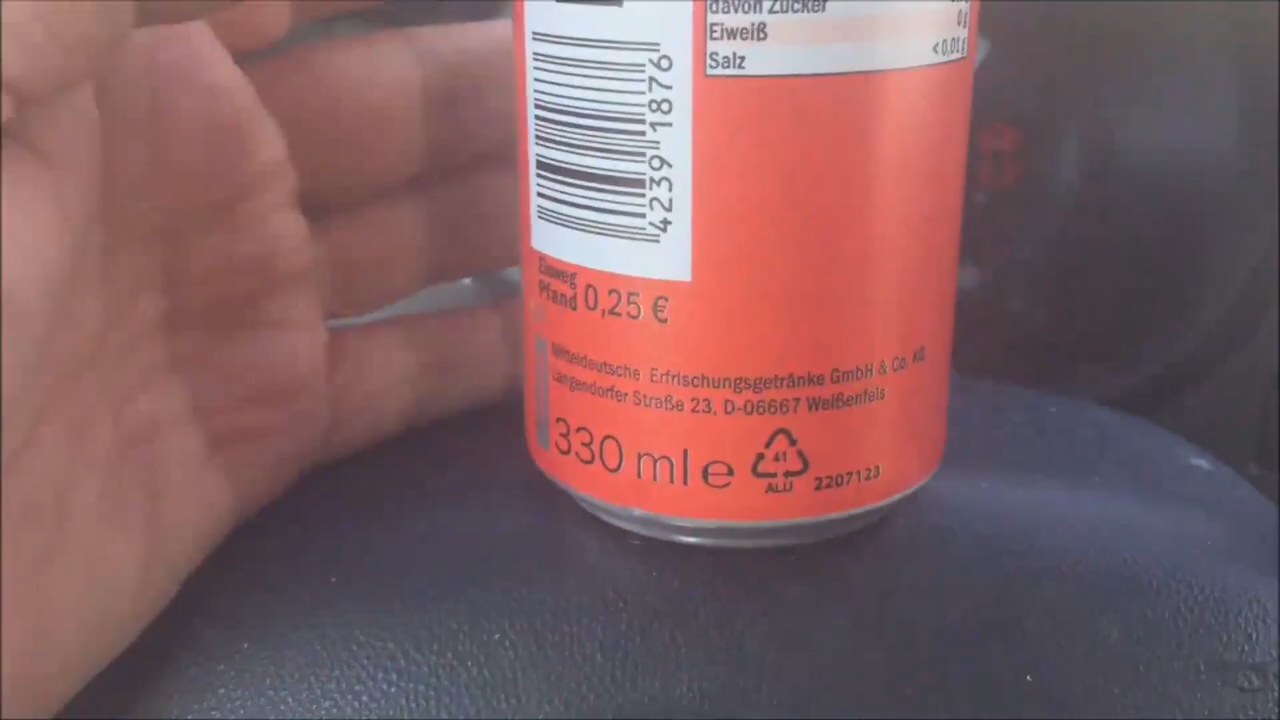 davon Zucker
Eiweiß 0 g
Salz < 0,01 g
4239 1876
Einweg
Pfand 0,25 €
Mitteldeutsche Erfrischungsgetränke GmbH & Co. KG
Langendorfer Straße 23, D-06667 Weißenfels
330 ml e
41
ALU
2207123